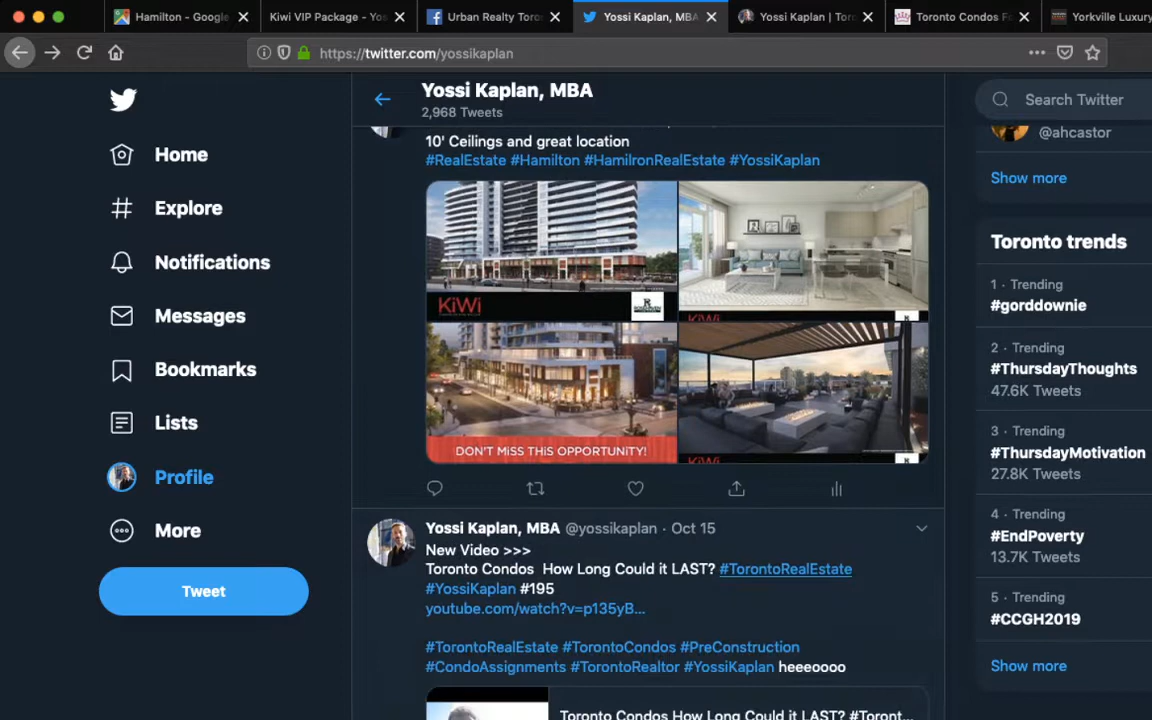 Hamilton - Google
Kiwi VIP Package - Yos
Urban Realty Toro
Yossi Kaplan, MBA
Yossi Kaplan | Toro
Toronto Condos F
Yorkville Luxury
https://twitter.com/yossikaplan
Yossi Kaplan, MBA
2,968 Tweets
Search Twitter
@ahcastor
Show more
Home
Explore
Notifications
Messages
Bookmarks
Lists
Profile
More
Tweet
10' Ceilings and great location
#RealEstate #Hamilton #HamilronRealEstate #YossiKaplan
KiWi
DON'T MiSS THiS OPPORTUNITY!
Yossi Kaplan, MBA @yossikaplan · Oct 15
New Video >>>
Toronto Condos How Long Could it LAST? #TorontoRealEstate
#YossiKaplan #195
youtube.com/watch?v=p135yB...
#TorontoRealEstate #TorontoCondos #PreConstruction
#CondoAssignments #TorontoRealtor #YossiKaplan heeeoooo
Toronto Condos How Long Could it LAST? #Toront...
Toronto trends
1 · Trending
#gorddownie
2 · Trending
#ThursdayThoughts
47.6K Tweets
3 · Trending
#ThursdayMotivation
27.8K Tweets
4 · Trending
#EndPoverty
13.7K Tweets
5 · Trending
#CCGH2019
Show more